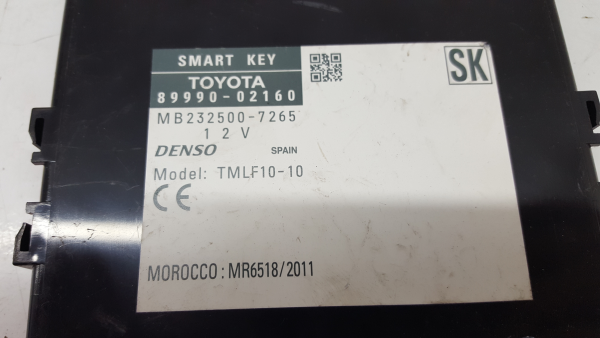 SMART KEY
SK
TOYOTA
89990-02160
MB232500-7265
12V
DENSO SPAIN
Model: TMLF10-10
CE
MOROCCO: MR6518/2011